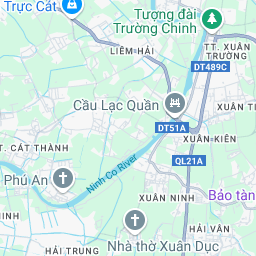 Trực Cát
Tượng đài
Trường Chinh
LIÊM HẢI
TT. XUÂN
TRƯỜNG
DT489C
Cầu Lạc Quần
XUÂN
DT51A
XUÂN KIÊN
TT. CÁT THÀNH
QL21A
Ninh Co River
Phú An
XUÂN NINH
Bảo tàn
HẢI VÂN
HẢI TRUNG
Nhà thờ Xuân Dục